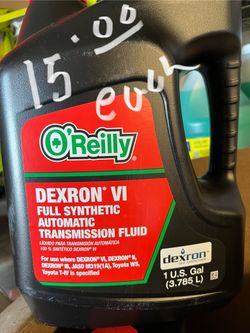 15.00
each
O'Reilly
DEXRON® VI
FULL SYNTHETIC
AUTOMATIC
TRANSMISSION FLUID
LÍQUIDO PARA TRANSMISIÓN AUTOMÁTICA
100 % SINTÉTICO DEXRON® VI
For use where DEXRON® VI, DEXRON® II,
DEXRON® III, JASO M315(1A), Toyota WS,
Toyota T-IV is specified
dexron
1 U.S. Gal
(3.785 L)